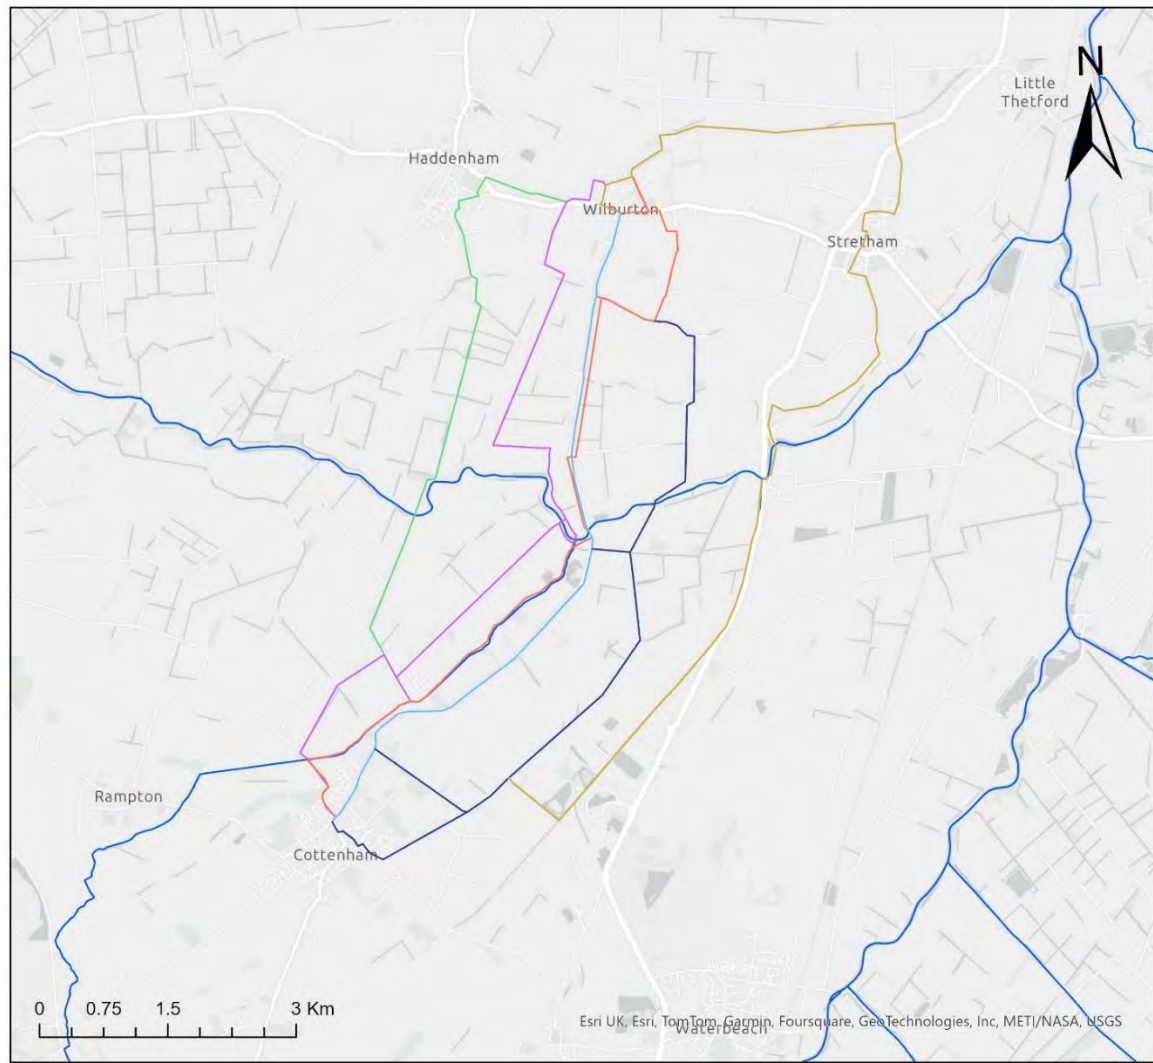 N
Little
Thetford
Haddenham
Wilburton
Stretham
Rampton
Cottenham
0 0.75 1.5 3 Km
Esri UK, Esri, TomTom, Garmin, Foursquare, GeoTechnologies, Inc, METI/NASA, USGS
Waterbeach